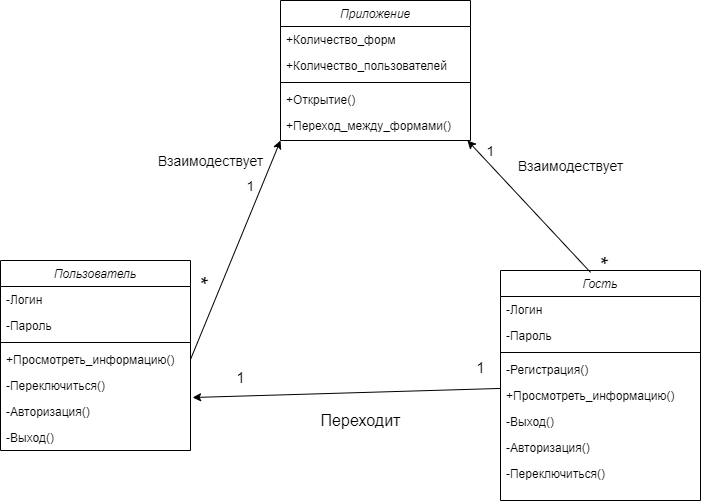 Приложение
+Количество_форм
+Количество_пользователей
+Открытие()
+Переход_между_формами()
Взаимодествует
1
*
1
Взаимодествует
*
Пользователь
-Логин
-Пароль
+Просмотреть_информацию()
-Переключиться()
-Авторизация()
-Выход()
1
Переходит
1
Гость
-Логин
-Пароль
-Регистрация()
+Просмотреть_информацию()
-Выход()
-Авторизация()
-Переключиться()